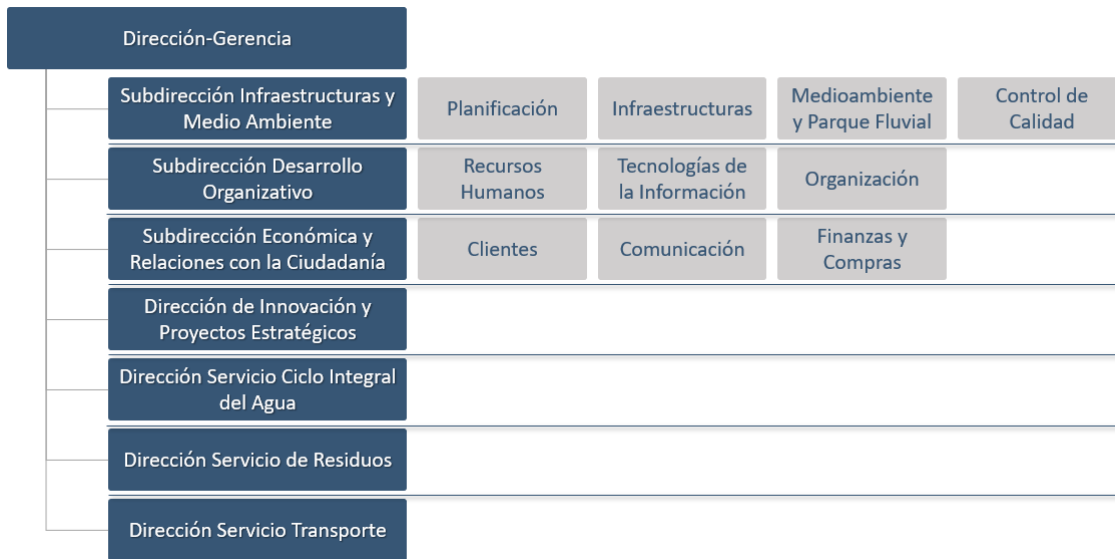 Dirección-Gerencia
Subdirección Infraestructuras y
Medio Ambiente
Planificación
Infraestructuras
Medioambiente
y Parque Fluvial
Control de
Calidad
Subdirección Desarrollo
Organizativo
Recursos
Humanos
Tecnologías de
la Información
Organización
Subdirección Económica y
Relaciones con la Ciudadanía
Clientes
Comunicación
Finanzas y
Compras
Dirección de Innovación y
Proyectos Estratégicos
Dirección Servicio Ciclo Integral
del Agua
Dirección Servicio de Residuos
Dirección Servicio Transporte